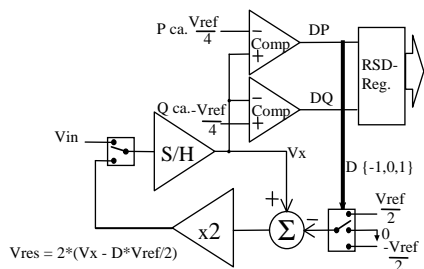 P ca. Vref/4
DP
Comp
RSD-
Reg.
Q ca. -Vref/4
DQ
Comp
Vin
S/H
Vx
D {-1,0,1}
+
−
Σ
x2
Vref/2
0
-Vref/2
Vres = 2*(Vx - D*Vref/2)